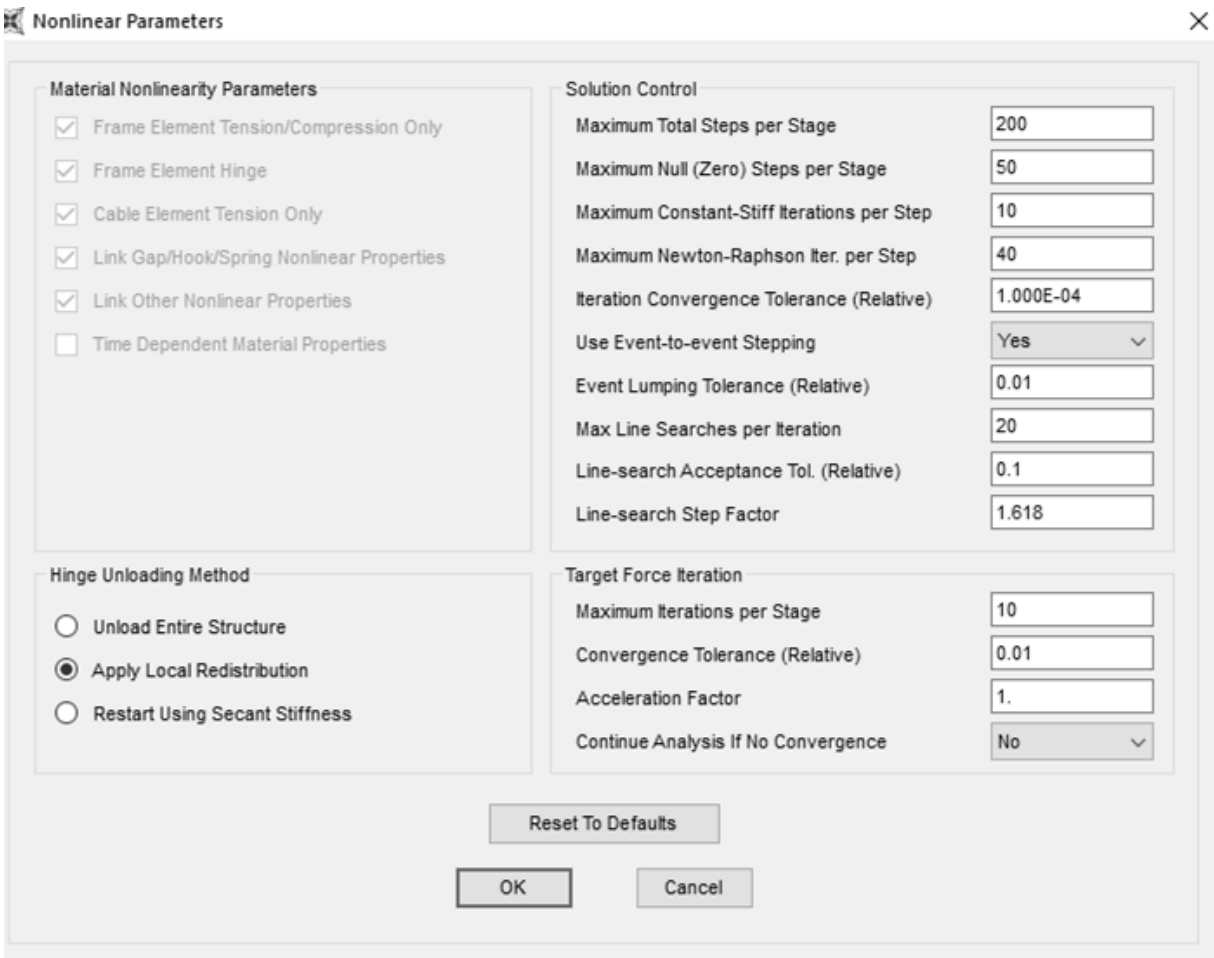 Nonlinear Parameters
Material Nonlinearity Parameters
Frame Element Tension/Compression Only
Frame Element Hinge
Cable Element Tension Only
Link Gap/Hook/Spring Nonlinear Properties
Link Other Nonlinear Properties
Time Dependent Material Properties
Solution Control
Maximum Total Steps per Stage 200
Maximum Null (Zero) Steps per Stage 50
Maximum Constant-Stiff Iterations per Step 10
Maximum Newton-Raphson Iter. per Step 40
Iteration Convergence Tolerance (Relative) 1.000E-04
Use Event-to-event Stepping Yes
Event Lumping Tolerance (Relative) 0.01
Max Line Searches per Iteration 20
Line-search Acceptance Tol. (Relative) 0.1
Line-search Step Factor 1.618
Hinge Unloading Method
Unload Entire Structure
Apply Local Redistribution
Restart Using Secant Stiffness
Target Force Iteration
Maximum Iterations per Stage 10
Convergence Tolerance (Relative) 0.01
Acceleration Factor 1.
Continue Analysis If No Convergence No
Reset To Defaults
OK Cancel